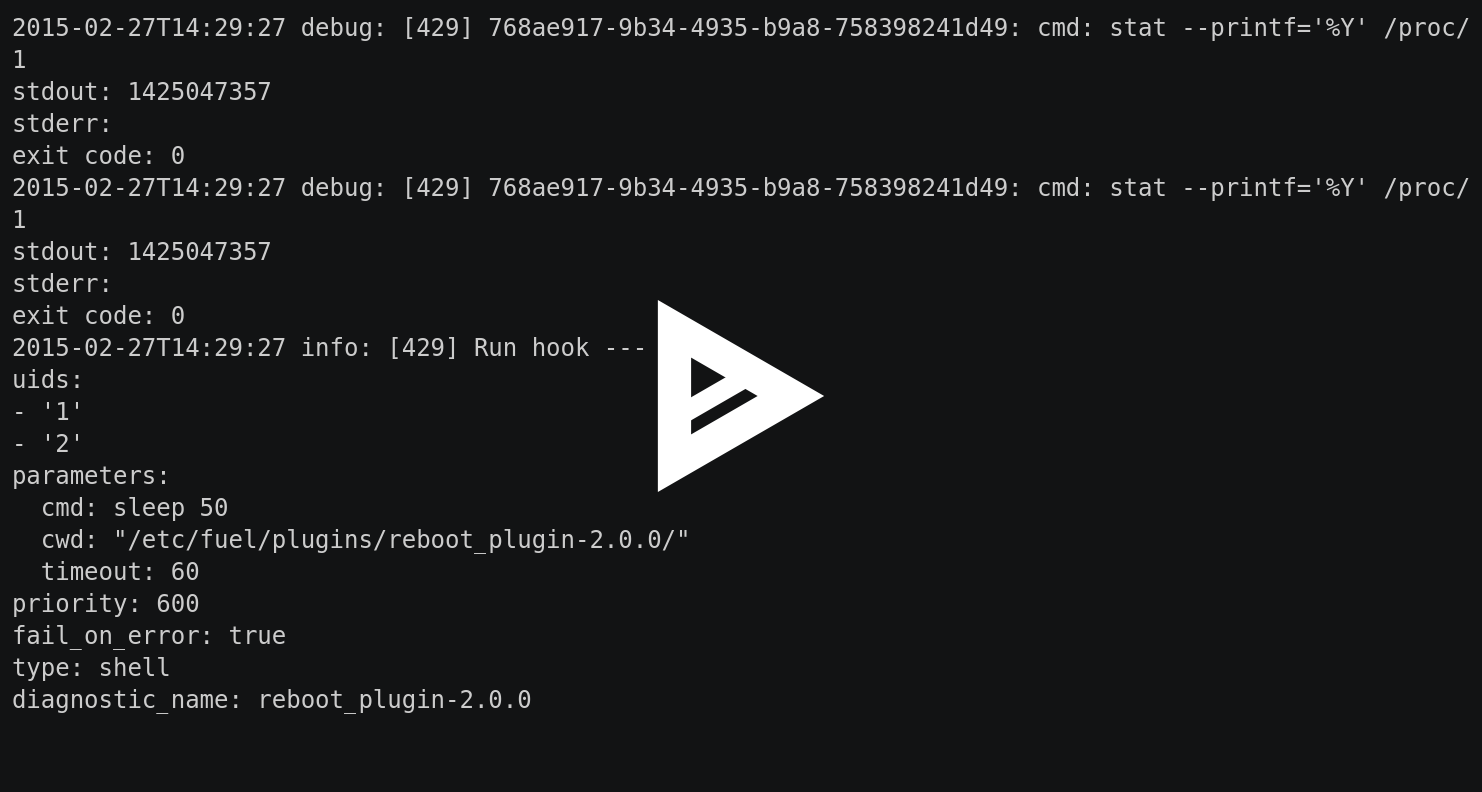 2015-02-27T14:29:27 debug: [429] 768ae917-9b34-4935-b9a8-758398241d49: cmd: stat --printf='%Y' /proc/
1
stdout: 1425047357
stderr:
exit code: 0
2015-02-27T14:29:27 debug: [429] 768ae917-9b34-4935-b9a8-758398241d49: cmd: stat --printf='%Y' /proc/
1
stdout: 1425047357
stderr:
exit code: 0
2015-02-27T14:29:27 info: [429] Run hook ---
uids:
- '1'
- '2'
parameters:
  cmd: sleep 50
  cwd: "/etc/fuel/plugins/reboot_plugin-2.0.0/"
  timeout: 60
priority: 600
fail_on_error: true
type: shell
diagnostic_name: reboot_plugin-2.0.0